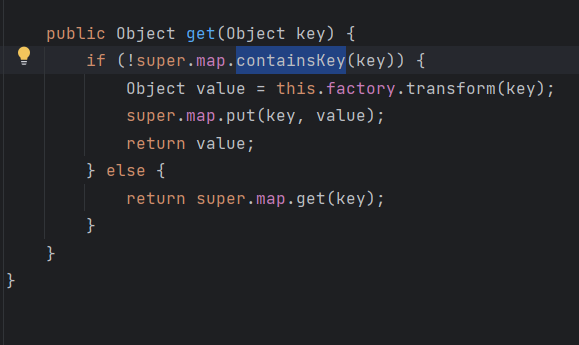 public Object get(Object key) {
if (!super.map.containsKey(key)) {
Object value = this.factory.transform(key);
super.map.put(key, value);
return value;
} else {
return super.map.get(key);
}
}
}